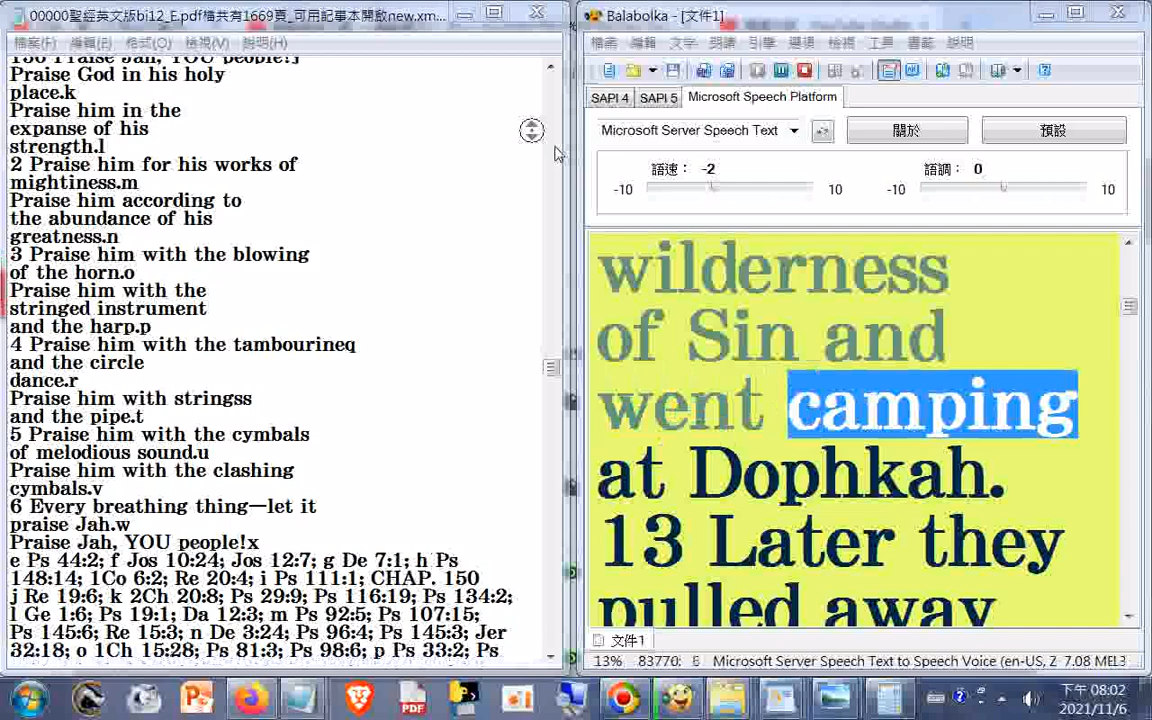 00000聖經英文版bi12_E.pdf檔共有1669頁_可用記事本開啟new.xm...
檔案(F) 編輯(E) 格式(O) 檢視(V) 說明(H)
150 Praise Jah, YOU people!j
Praise God in his holy
place.k
Praise him in the
expanse of his
strength.l
2 Praise him for his works of
mightiness.m
Praise him according to
the abundance of his
greatness.n
3 Praise him with the blowing
of the horn.o
Praise him with the
stringed instrument
and the harp.p
4 Praise him with the tambourineq
and the circle
dance.r
Praise him with stringss
and the pipe.t
5 Praise him with the cymbals
of melodious sound.u
Praise him with the clashing
cymbals.v
6 Every breathing thing—let it
praise Jah.w
Praise Jah, YOU people!x
e Ps 44:2; f Jos 10:24; Jos 12:7; g De 7:1; h Ps
148:14; 1Co 6:2; Re 20:4; i Ps 111:1; CHAP. 150
j Re 19:6; k 2Ch 20:8; Ps 29:9; Ps 116:19; Ps 134:2;
l Ge 1:6; Ps 19:1; Da 12:3; m Ps 92:5; Ps 107:15;
Ps 145:6; Re 15:3; n De 3:24; Ps 96:4; Ps 145:3; Jer
32:18; o 1Ch 15:28; Ps 81:3; Ps 98:6; p Ps 33:2; Ps
Balabolka - [文件1]
檔案 編輯 文字 朗讀 引擎 選項 檢視 工具 書籤 說明
SAPI 4 SAPI 5 Microsoft Speech Platform
Microsoft Server Speech Text 關於 預設
語速： -2 語調： 0
-10 10 -10 10
wilderness
of Sin and
went camping
at Dophkah.
13 Later they
pulled away
文件1
13% 83770: Microsoft Server Speech Text to Speech Voice (en-US, Z 7.08 MEL3
PDF
下午 08:02
2021/11/6